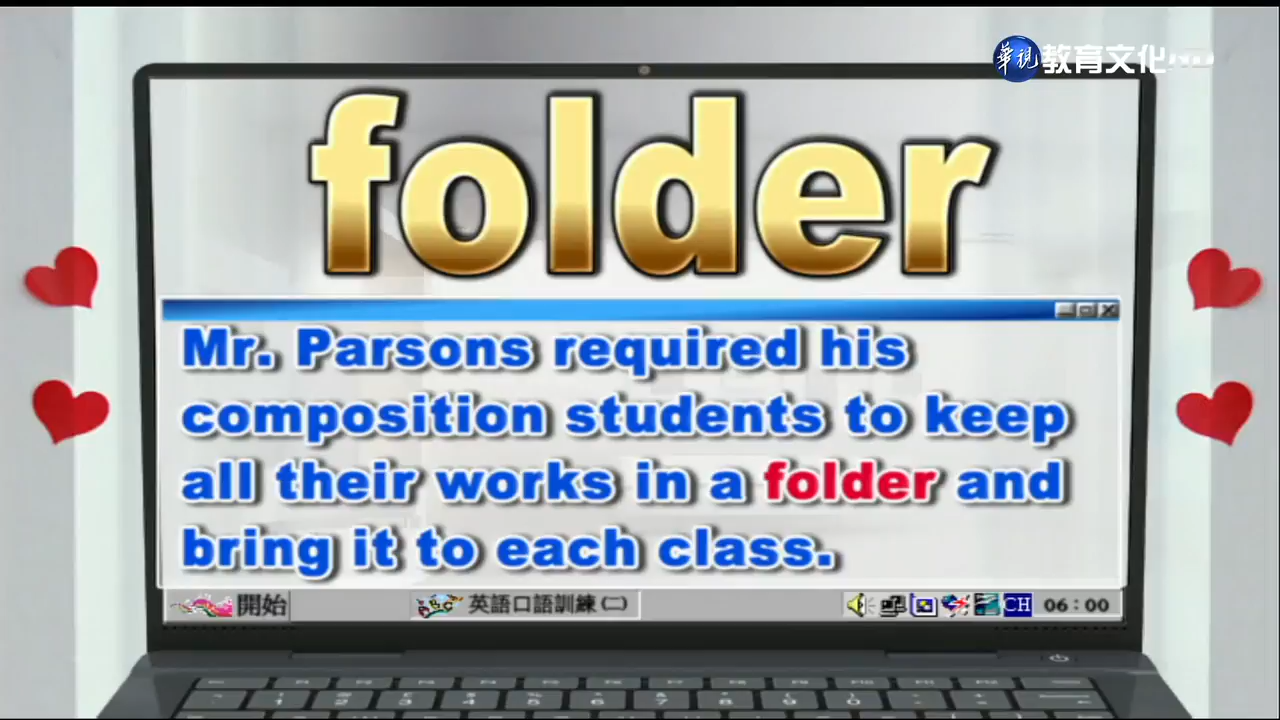 華視 教育文化HD
folder
Mr. Parsons required his
composition students to keep
all their works in a folder and
bring it to each class.
開始 英語口語訓練(二) CH 06:00